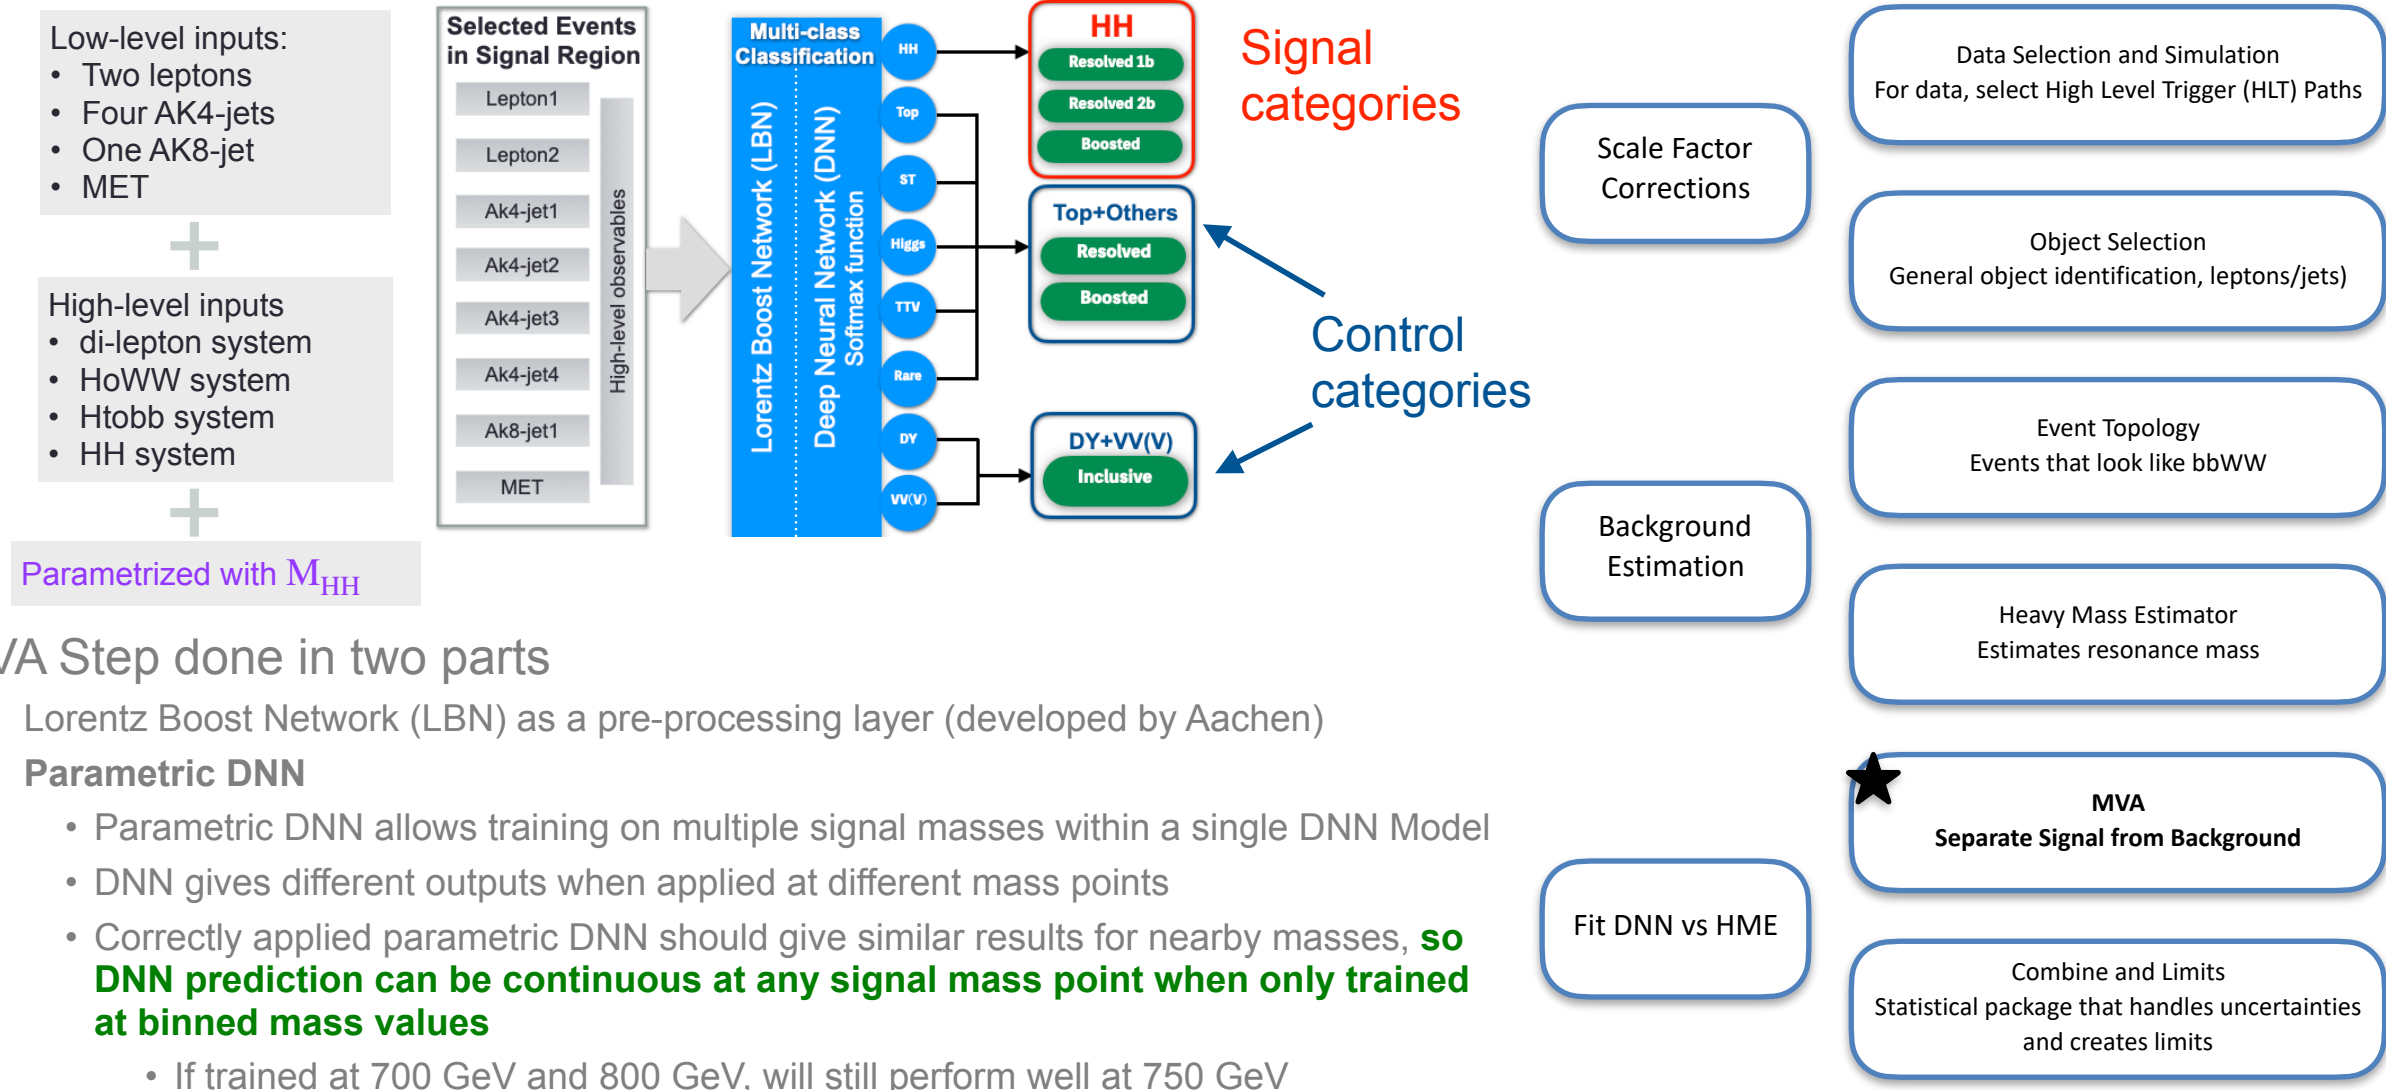 Low-level inputs:
• Two leptons
• Four AK4-jets
• One AK8-jet
• MET
+
High-level inputs
• di-lepton system
• HoWW system
• Htobb system
• HH system
+
Parametrized with M_HH
Selected Events
in Signal Region
Lepton1
Lepton2
Ak4-jet1
Ak4-jet2
Ak4-jet3
Ak4-jet4
Ak8-jet1
MET
High-level observables
Multi-class
Classification
Lorentz Boost Network (LBN)
Deep Neural Network (DNN)
Softmax function
HH
Top
ST
Higgs
TTV
Rare
DY
VV(V)
HH
Resolved 1b
Resolved 2b
Boosted
Top+Others
Resolved
Boosted
DY+VV(V)
Inclusive
Signal
categories
Control
categories
VA Step done in two parts
Lorentz Boost Network (LBN) as a pre-processing layer (developed by Aachen)
Parametric DNN
• Parametric DNN allows training on multiple signal masses within a single DNN Model
• DNN gives different outputs when applied at different mass points
• Correctly applied parametric DNN should give similar results for nearby masses, so
DNN prediction can be continuous at any signal mass point when only trained
at binned mass values
• If trained at 700 GeV and 800 GeV, will still perform well at 750 GeV
Scale Factor
Corrections
Background
Estimation
Fit DNN vs HME
Data Selection and Simulation
For data, select High Level Trigger (HLT) Paths
Object Selection
General object identification, leptons/jets)
Event Topology
Events that look like bbWW
Heavy Mass Estimator
Estimates resonance mass
MVA
Separate Signal from Background
Combine and Limits
Statistical package that handles uncertainties
and creates limits